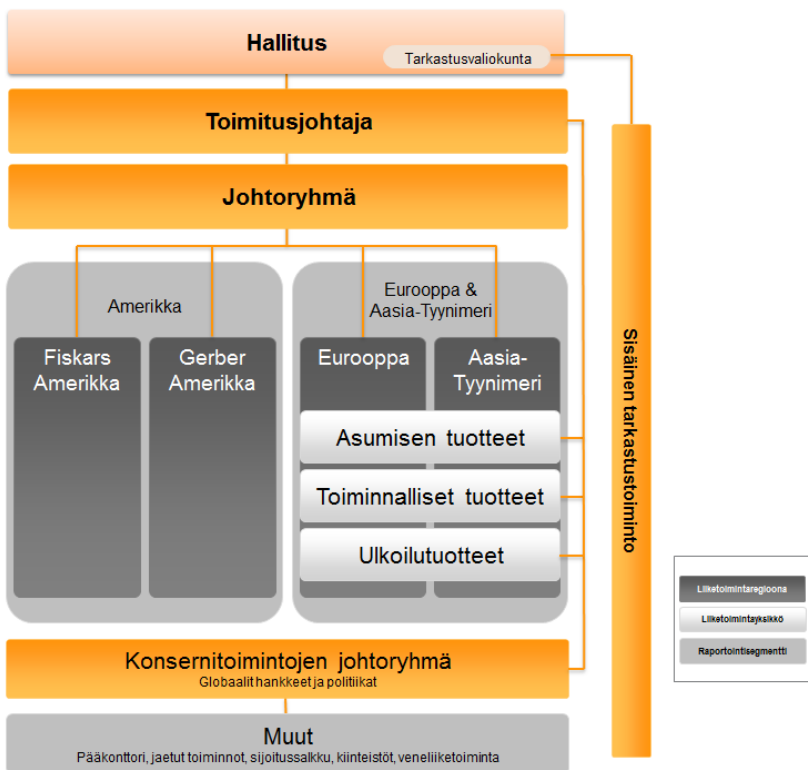 Hallitus
Tarkastusvaliokunta
Toimitusjohtaja
Johtoryhmä
Amerikka
Eurooppa &
Aasia-Tyynimeri
Fiskars
Amerikka
Gerber
Amerikka
Eurooppa
Aasia-
Tyynimeri
Asumisen tuotteet
Toiminnalliset tuotteet
Ulkoilutuotteet
Sisäinen tarkastustoiminto
Liiketoimintaregioona
Liiketoimintayksikkö
Raportointisegmentti
Konsernitoimintojen johtoryhmä
Globaalit hankkeet ja politiikat
Muut
Pääkonttori, jaetut toiminnot, sijoitussalkku, kiinteistöt, veneliiketoiminta